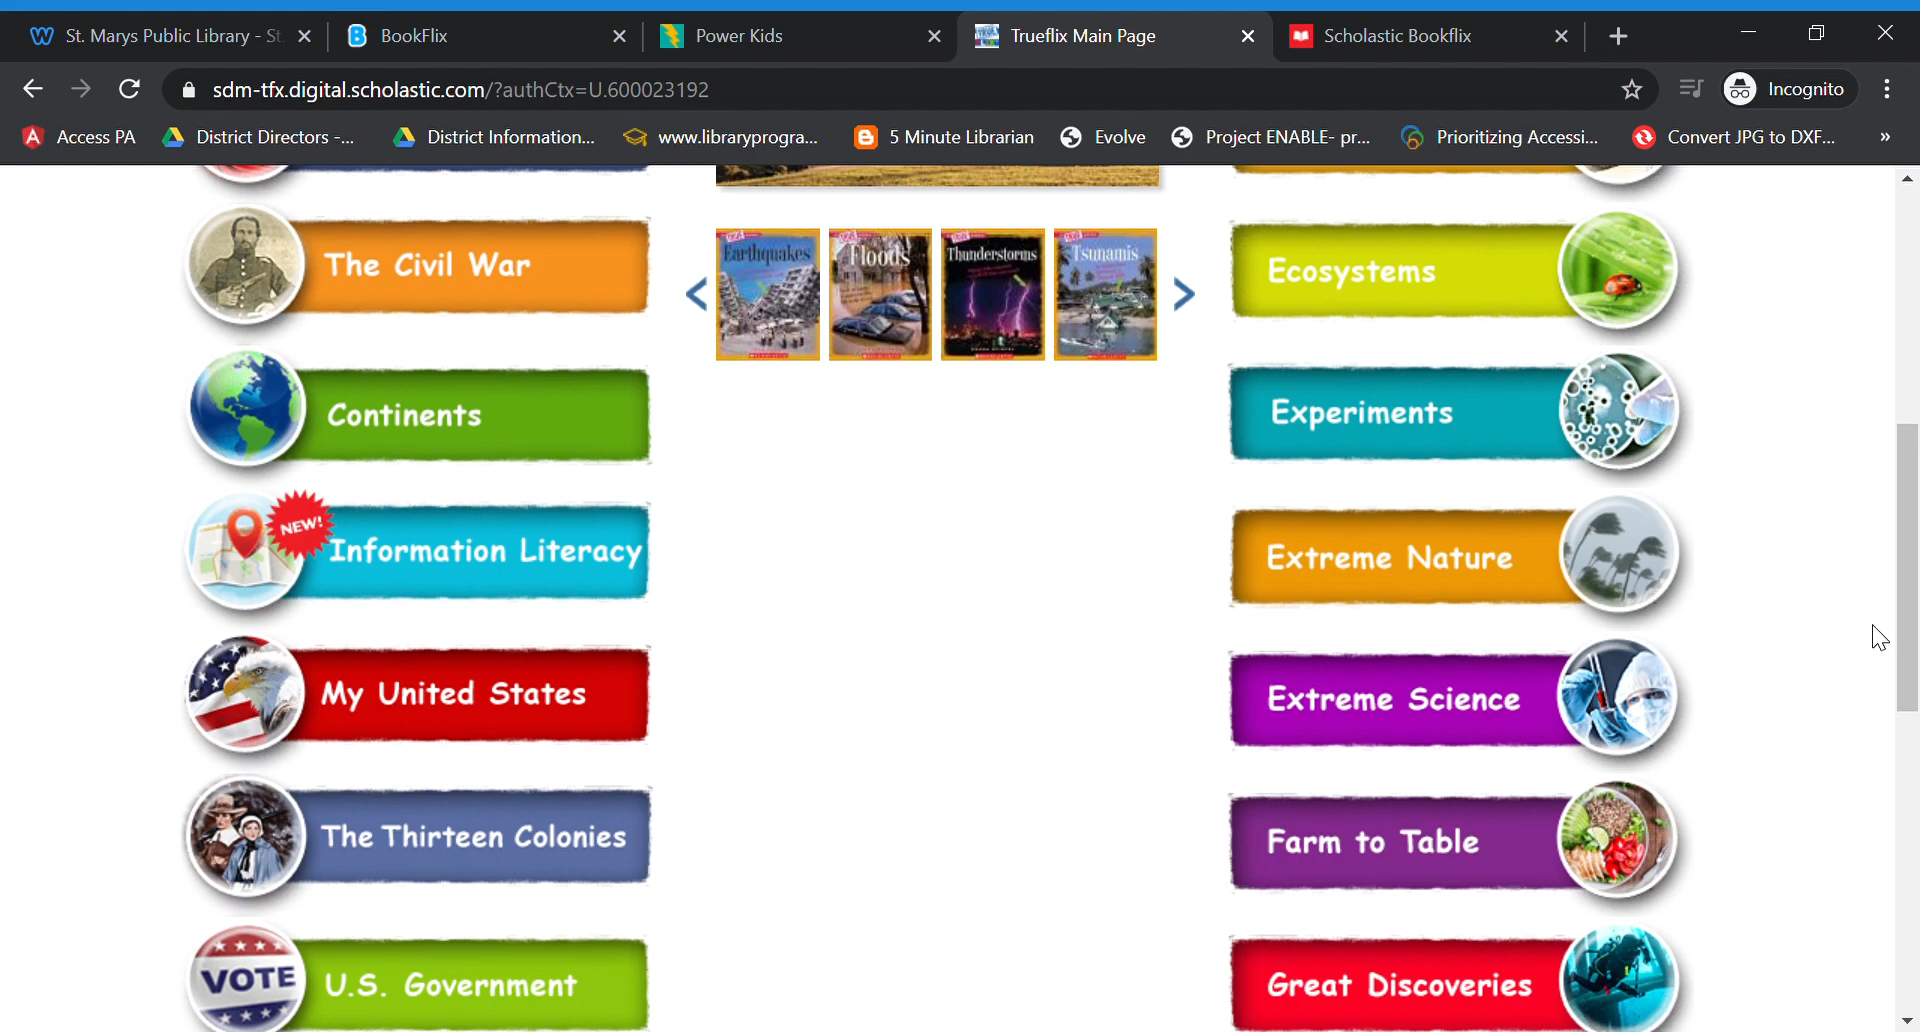 St. Marys Public Library - St
BookFlix
Power Kids
Trueflix Main Page
Scholastic Bookflix
sdm-tfx.digital.scholastic.com/?authCtx=U.600023192
Incognito
Access PA
District Directors -...
District Information...
www.libraryprogra...
5 Minute Librarian
Evolve
Project ENABLE- pr...
Prioritizing Accessi...
Convert JPG to DXF...
»
The Civil War
Continents
NEW!
Information Literacy
My United States
The Thirteen Colonies
VOTE
U.S. Government
Earthquakes
Floods
Thunderstorms
Tsunamis
Ecosystems
Experiments
Extreme Nature
Extreme Science
Farm to Table
Great Discoveries